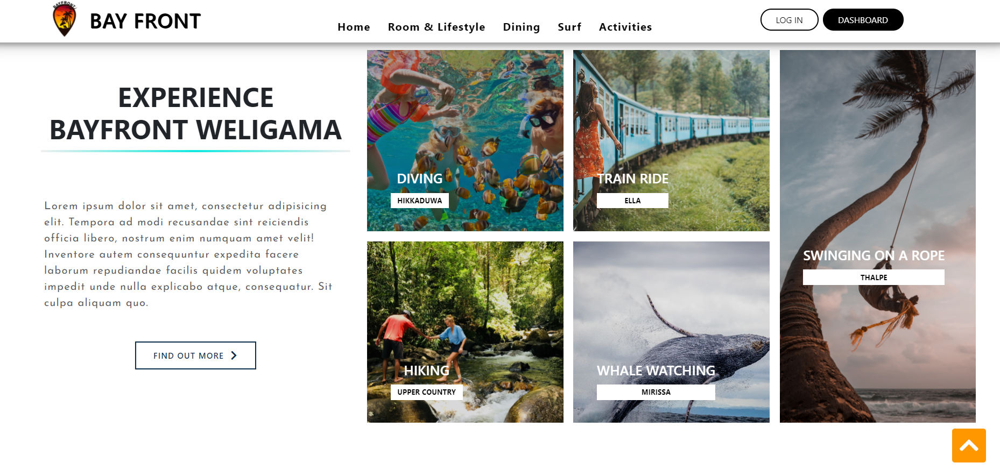 BAYFRONT
BAY FRONT
Home Room & Lifestyle Dining Surf Activities
LOG IN DASHBOARD
EXPERIENCE
BAYFRONT WELIGAMA
Lorem ipsum dolor sit amet, consectetur adipisicing
elit. Tempora ad modi recusandae sint reiciendis
officia libero, nostrum enim numquam amet velit!
Inventore autem consequuntur expedita facere
laborum repudiandae facilis quidem voluptates
impedit unde nulla explicabo atque, consequatur. Sit
culpa aliquam quo.
FIND OUT MORE
DIVING
HIKKADUWA
TRAIN RIDE
ELLA
SWINGING ON A ROPE
THALPE
HIKING
UPPER COUNTRY
WHALE WATCHING
MIRISSA